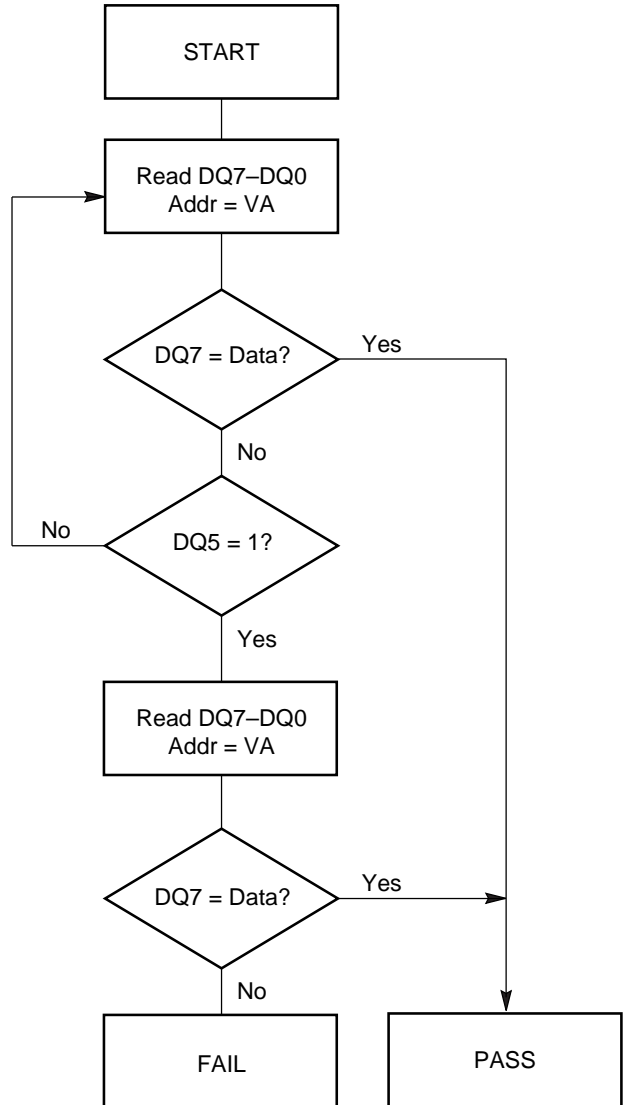 START
Read DQ7–DQ0
Addr = VA
DQ7 = Data?
Yes
No
No
DQ5 = 1?
Yes
Read DQ7–DQ0
Addr = VA
DQ7 = Data?
Yes
No
FAIL
PASS